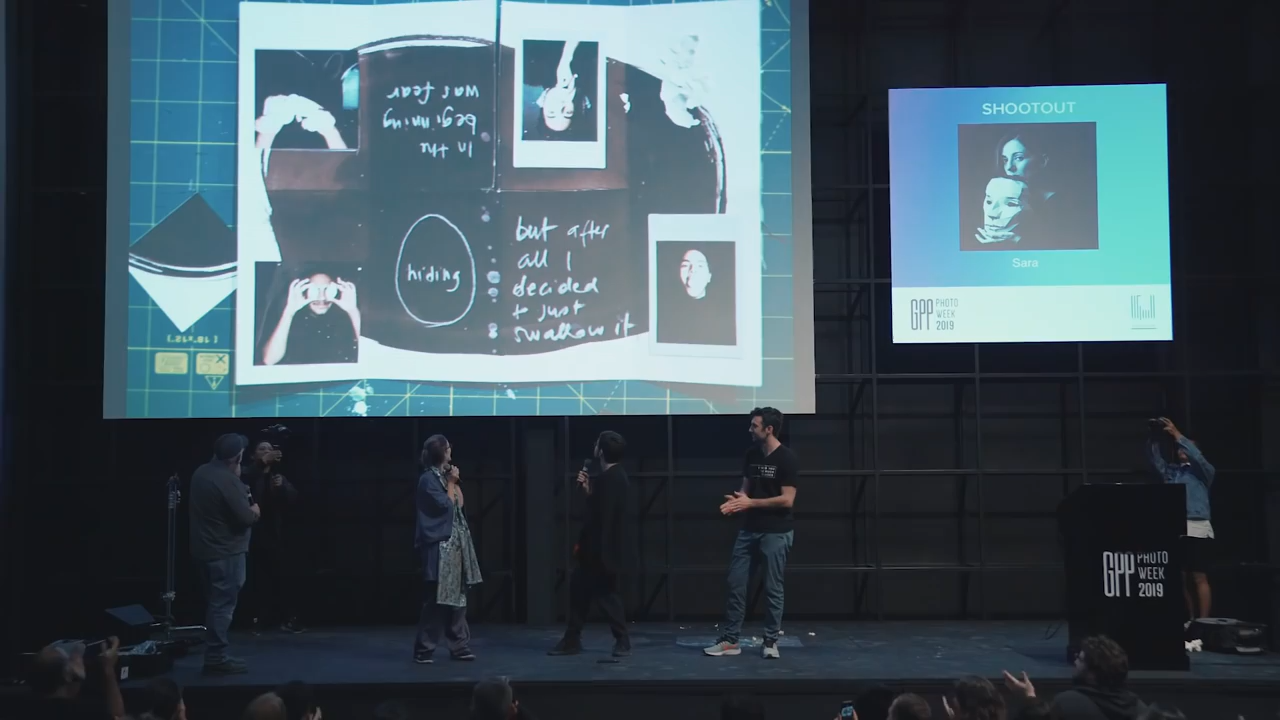 In the
beginning
was fear
hiding
but after
all I
decided
to just
swallow it
SHOOTOUT
Sara
GPP PHOTO
WEEK
2019
GPP PHOTO
WEEK
2019